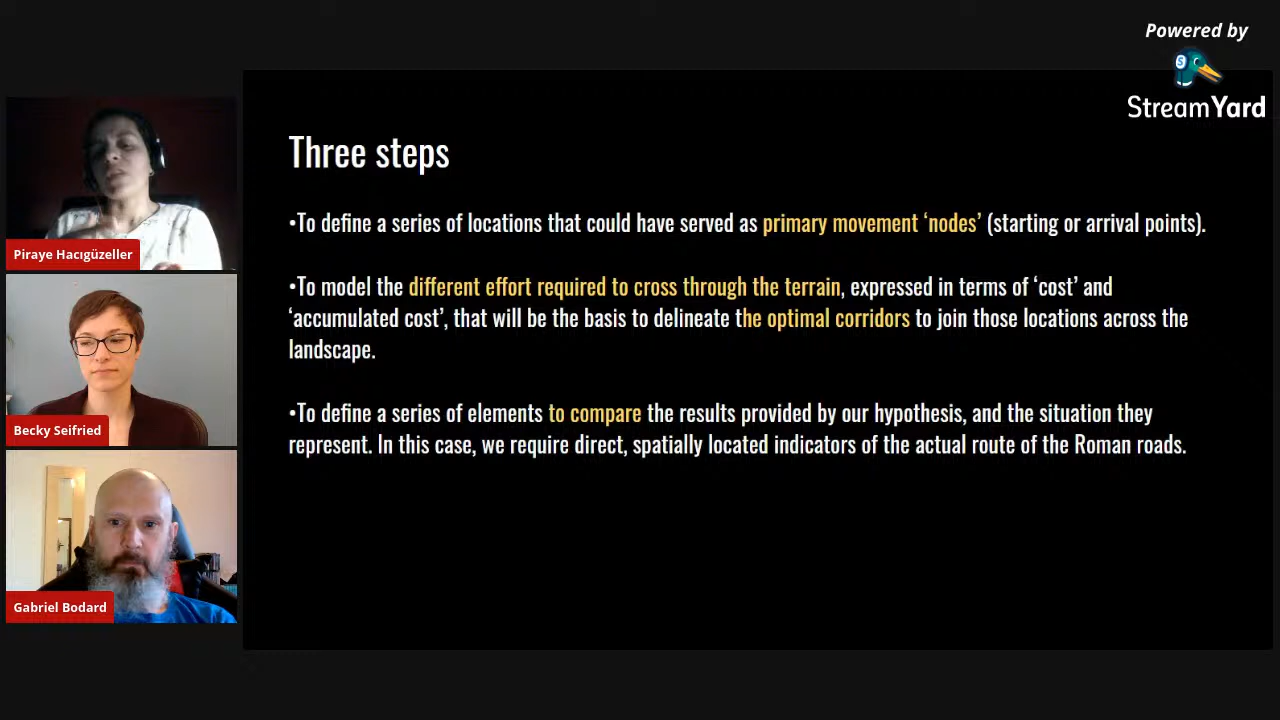 Powered by
StreamYard
Three steps
•To define a series of locations that could have served as primary movement ‘nodes’ (starting or arrival points).
•To model the different effort required to cross through the terrain, expressed in terms of ‘cost’ and
‘accumulated cost’, that will be the basis to delineate the optimal corridors to join those locations across the
landscape.
•To define a series of elements to compare the results provided by our hypothesis, and the situation they
represent. In this case, we require direct, spatially located indicators of the actual route of the Roman roads.
Piraye Hacıgüzeller
Becky Seifried
Gabriel Bodard